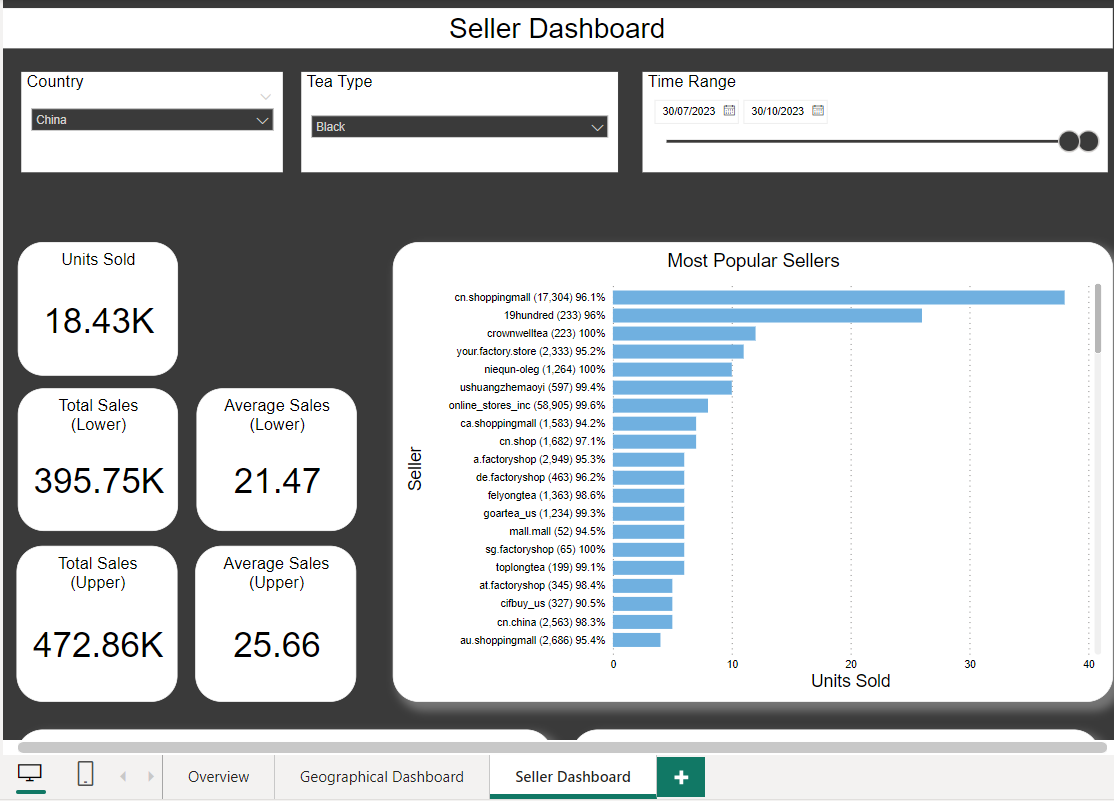 Seller Dashboard
Country
China
Tea Type
Black
Time Range
30/07/2023
30/10/2023
Units Sold
18.43K
Total Sales
(Lower)
395.75K
Average Sales
(Lower)
21.47
Total Sales
(Upper)
472.86K
Average Sales
(Upper)
25.66
Most Popular Sellers
Seller
cn.shoppingmall (17,304) 96.1%
19hundred (233) 96%
crownwelltea (223) 100%
your.factory.store (2,333) 95.2%
niequn-oleg (1,264) 100%
ushuangzhemaoyi (597) 99.4%
online_stores_inc (58,905) 99.6%
ca.shoppingmall (1,583) 94.2%
cn.shop (1,682) 97.1%
a.factoryshop (2,949) 95.3%
de.factoryshop (463) 96.2%
felyongtea (1,363) 98.6%
goartea_us (1,234) 99.3%
mall.mall (52) 94.5%
sg.factoryshop (65) 100%
toplongtea (199) 99.1%
at.factoryshop (345) 98.4%
cifbuy_us (327) 90.5%
cn.china (2,563) 98.3%
au.shoppingmall (2,686) 95.4%
0 10 20 30 40
Units Sold
Overview
Geographical Dashboard
Seller Dashboard